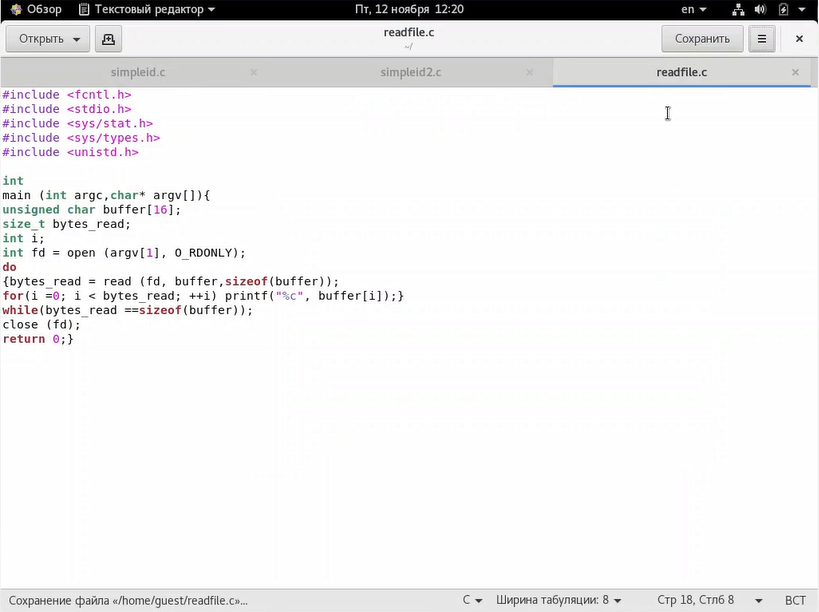 Обзор Текстовый редактор Пт, 12 ноября 12:20 en
Открыть readfile.c Сохранить
~/
simpleid.c simpleid2.c readfile.c
#include <fcntl.h>
#include <stdio.h>
#include <sys/stat.h>
#include <sys/types.h>
#include <unistd.h>
int
main (int argc,char* argv[]){
unsigned char buffer[16];
size_t bytes_read;
int i;
int fd = open (argv[1], O_RDONLY);
do
{bytes_read = read (fd, buffer,sizeof(buffer));
for(i =0; i < bytes_read; ++i) printf("%c", buffer[i]);}
while(bytes_read ==sizeof(buffer));
close (fd);
return 0;}
Сохранение файла «/home/guest/readfile.c»... C Ширина табуляции: 8 Стр 18, Стлб 8 ВСТ